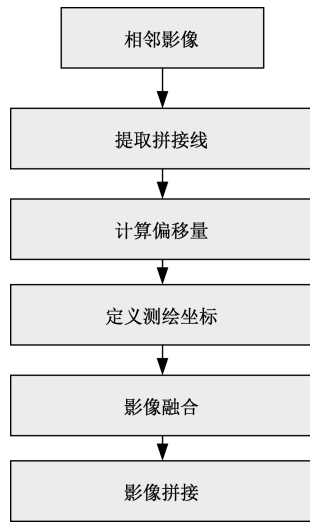 相邻影像
提取拼接线
计算偏移量
定义测绘坐标
影像融合
影像拼接